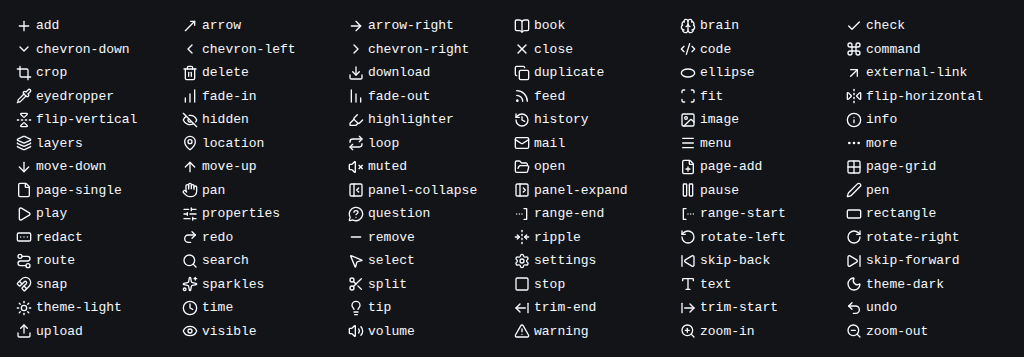 add arrow arrow-right book brain check
chevron-down chevron-left chevron-right close code command
crop delete download duplicate ellipse external-link
eyedropper fade-in fade-out feed fit flip-horizontal
flip-vertical hidden highlighter history image info
layers location loop mail menu more
move-down move-up muted open page-add page-grid
page-single pan panel-collapse panel-expand pause pen
play properties question range-end range-start rectangle
redact redo remove ripple rotate-left rotate-right
route search select settings skip-back skip-forward
snap sparkles split stop text theme-dark
theme-light time tip trim-end trim-start undo
upload visible volume warning zoom-in zoom-out